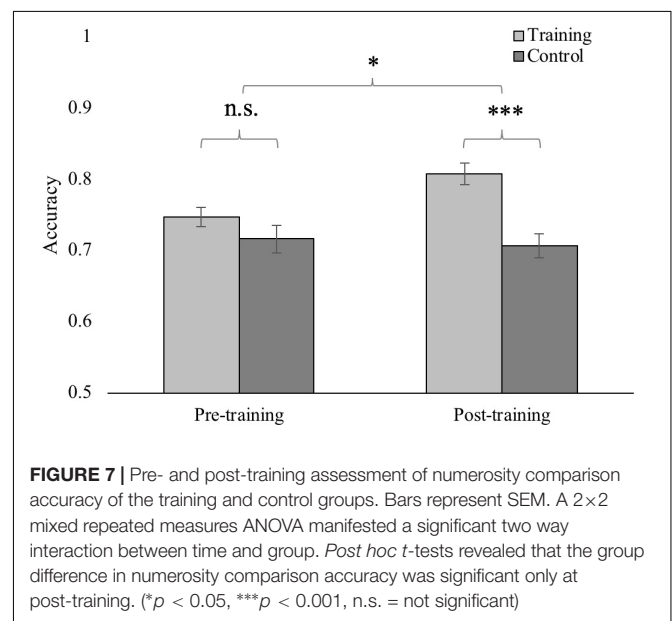 1
Training
Control
*
0.9
n.s.
***
0.8
Accuracy
0.7
0.6
0.5
Pre-training Post-training
FIGURE 7 | Pre- and post-training assessment of numerosity comparison
accuracy of the training and control groups. Bars represent SEM. A 2×2
mixed repeated measures ANOVA manifested a significant two way
interaction between time and group. Post hoc t-tests revealed that the group
difference in numerosity comparison accuracy was significant only at
post-training. (*p < 0.05, ***p < 0.001, n.s. = not significant)